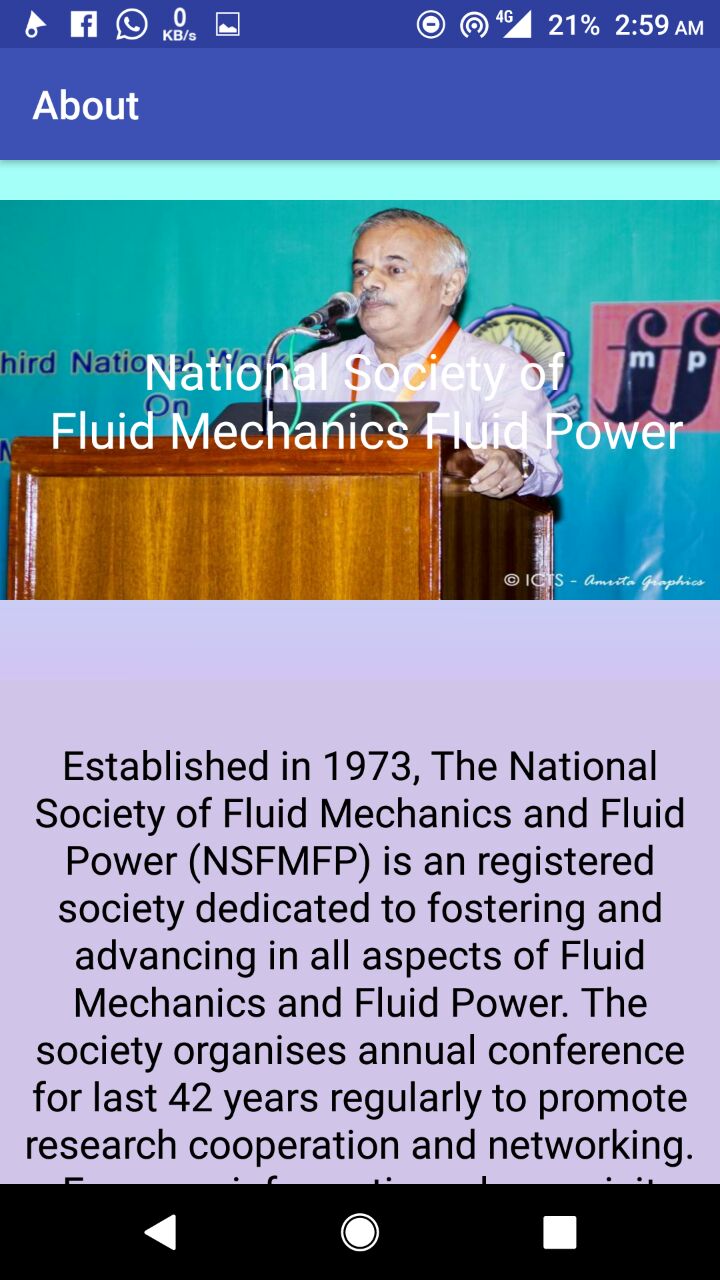 0
KB/s
4G
21% 2:59 AM
About
hird National Work
On
M
m p
ff
National Society of
Fluid Mechanics Fluid Power
© ICTS - Amrita Graphics
Established in 1973, The National
Society of Fluid Mechanics and Fluid
Power (NSFMFP) is an registered
society dedicated to fostering and
advancing in all aspects of Fluid
Mechanics and Fluid Power. The
society organises annual conference
for last 42 years regularly to promote
research cooperation and networking.